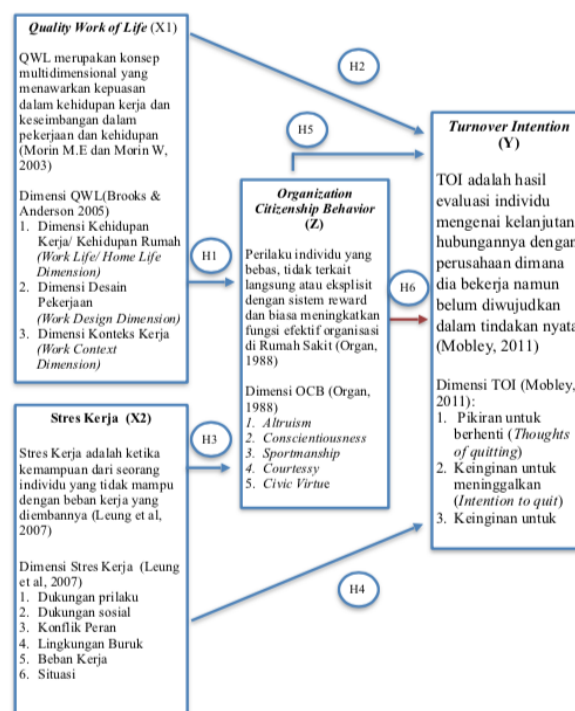 Quality Work of Life (X1)
QWL merupakan konsep
multidimensional yang
menawarkan kepuasan
dalam kehidupan kerja dan
keseimbangan dalam
pekerjaan dan kehidupan
(Morin M.E dan Morin W,
2003)
Dimensi QWL(Brooks &
Anderson 2005)
1. Dimensi Kehidupan
Kerja/ Kehidupan Rumah
(Work Life/ Home Life
Dimension)
2. Dimensi Desain
Pekerjaan
(Work Design Dimension)
3. Dimensi Konteks Kerja
(Work Context
Dimension)
Stres Kerja (X2)
Stres Kerja adalah ketika
kemampuan dari seorang
individu yang tidak mampu
dengan beban kerja yang
diembannya (Leung et al,
2007)
Dimensi Stres Kerja (Leung
et al, 2007)
1. Dukungan prilaku
2. Dukungan sosial
3. Konflik Peran
4. Lingkungan Buruk
5. Beban Kerja
6. Situasi
H1
H3
H2
H5
Organization
Citizenship Behavior
(Z)
Perilaku individu yang
bebas, tidak terkait
langsung atau eksplisit
dengan sistem reward
dan biasa meningkatkan
fungsi efektif organisasi
di Rumah Sakit (Organ,
1988)
Dimensi OCB (Organ,
1988)
1. Altruism
2. Conscientiousness
3. Sportmanship
4. Courtessy
5. Civic Virtue
H6
H4
Turnover Intention
(Y)
TOI adalah hasil
evaluasi individu
mengenai kelanjutan
hubungannya dengan
perusahaan dimana
dia bekerja namun
belum diwujudkan
dalam tindakan nyata
(Mobley, 2011)
Dimensi TOI (Mobley,
2011):
1. Pikiran untuk
berhenti (Thoughts
of quitting)
2. Keinginan untuk
meninggalkan
(Intention to quit)
3. Keinginan untuk